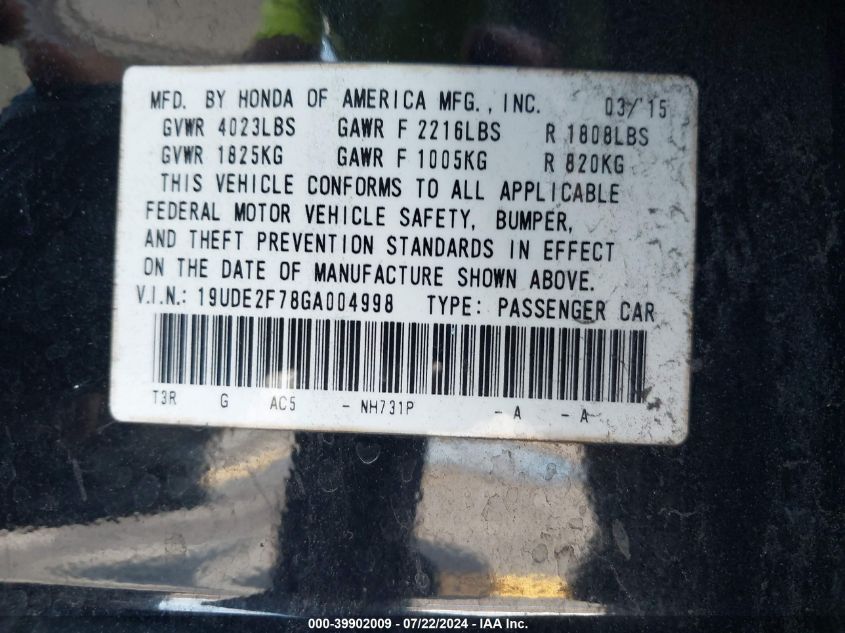 MFD. BY HONDA OF AMERICA MFG., INC. 03/'15
GVWR 4023LBS GAWR F 2216LBS R 1808LBS
GVWR 1825KG GAWR F 1005KG R 820KG
THIS VEHICLE CONFORMS TO ALL APPLICABLE
FEDERAL MOTOR VEHICLE SAFETY, BUMPER,
AND THEFT PREVENTION STANDARDS IN EFFECT
ON THE DATE OF MANUFACTURE SHOWN ABOVE.
V.I.N.: 19UDE2F78GA004998 TYPE: PASSENGER CAR
T3R G AC5 - NH731P - A - A
000-39902009 - 07/22/2024 - IAA Inc.